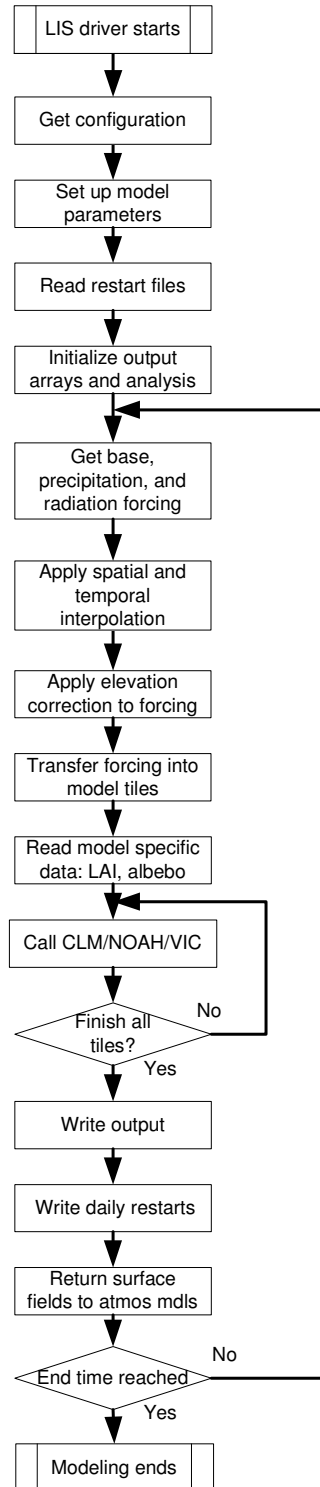 LIS driver starts
Get configuration
Set up model
parameters
Read restart files
Initialize output
arrays and analysis
Get base,
precipitation, and
radiation forcing
Apply spatial and
temporal
interpolation
Apply elevation
correction to forcing
Transfer forcing into
model tiles
Read model specific
data: LAI, albebo
Call CLM/NOAH/VIC
Finish all
tiles?
No
Yes
Write output
Write daily restarts
Return surface
fields to atmos mdls
End time reached
No
Yes
Modeling ends